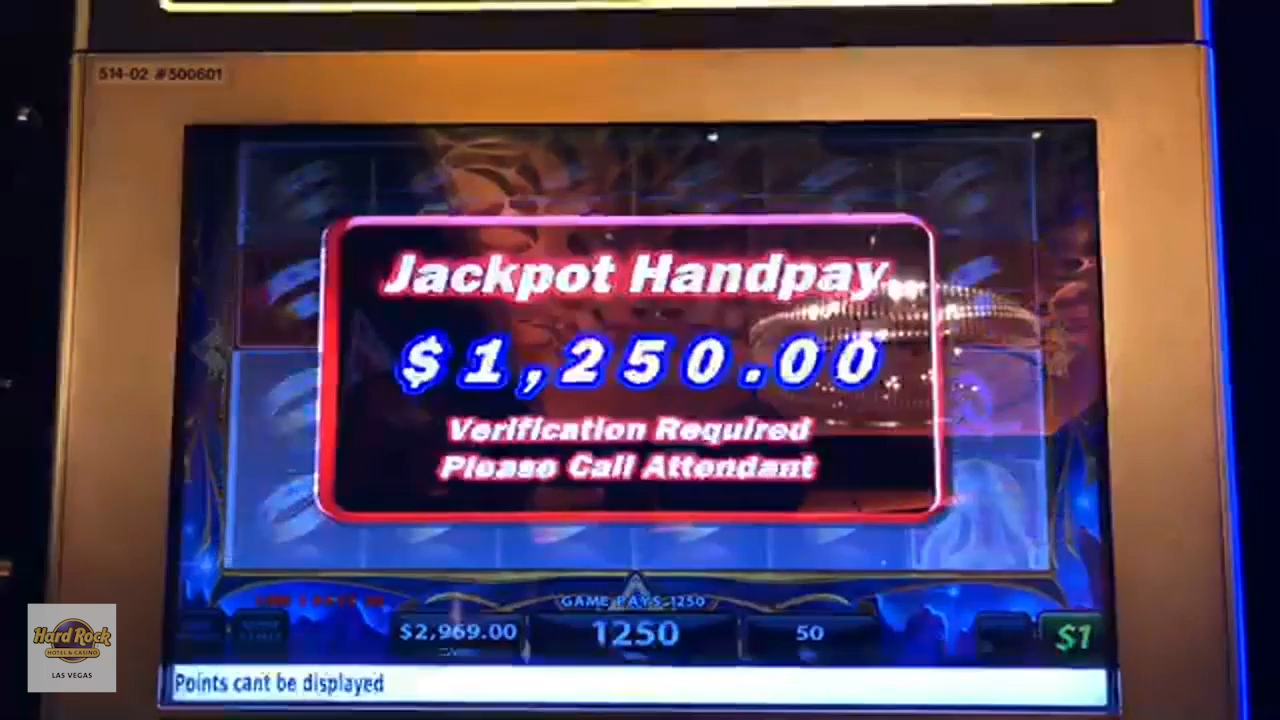 514-02 #500601
Jackpot Handpay
$1,250.00
Verification Required
Please Call Attendant
GAME PAYS 1250
$2,969.00
1250
50
$1
Points cant be displayed
Hard Rock
HOTEL & CASINO
LAS VEGAS